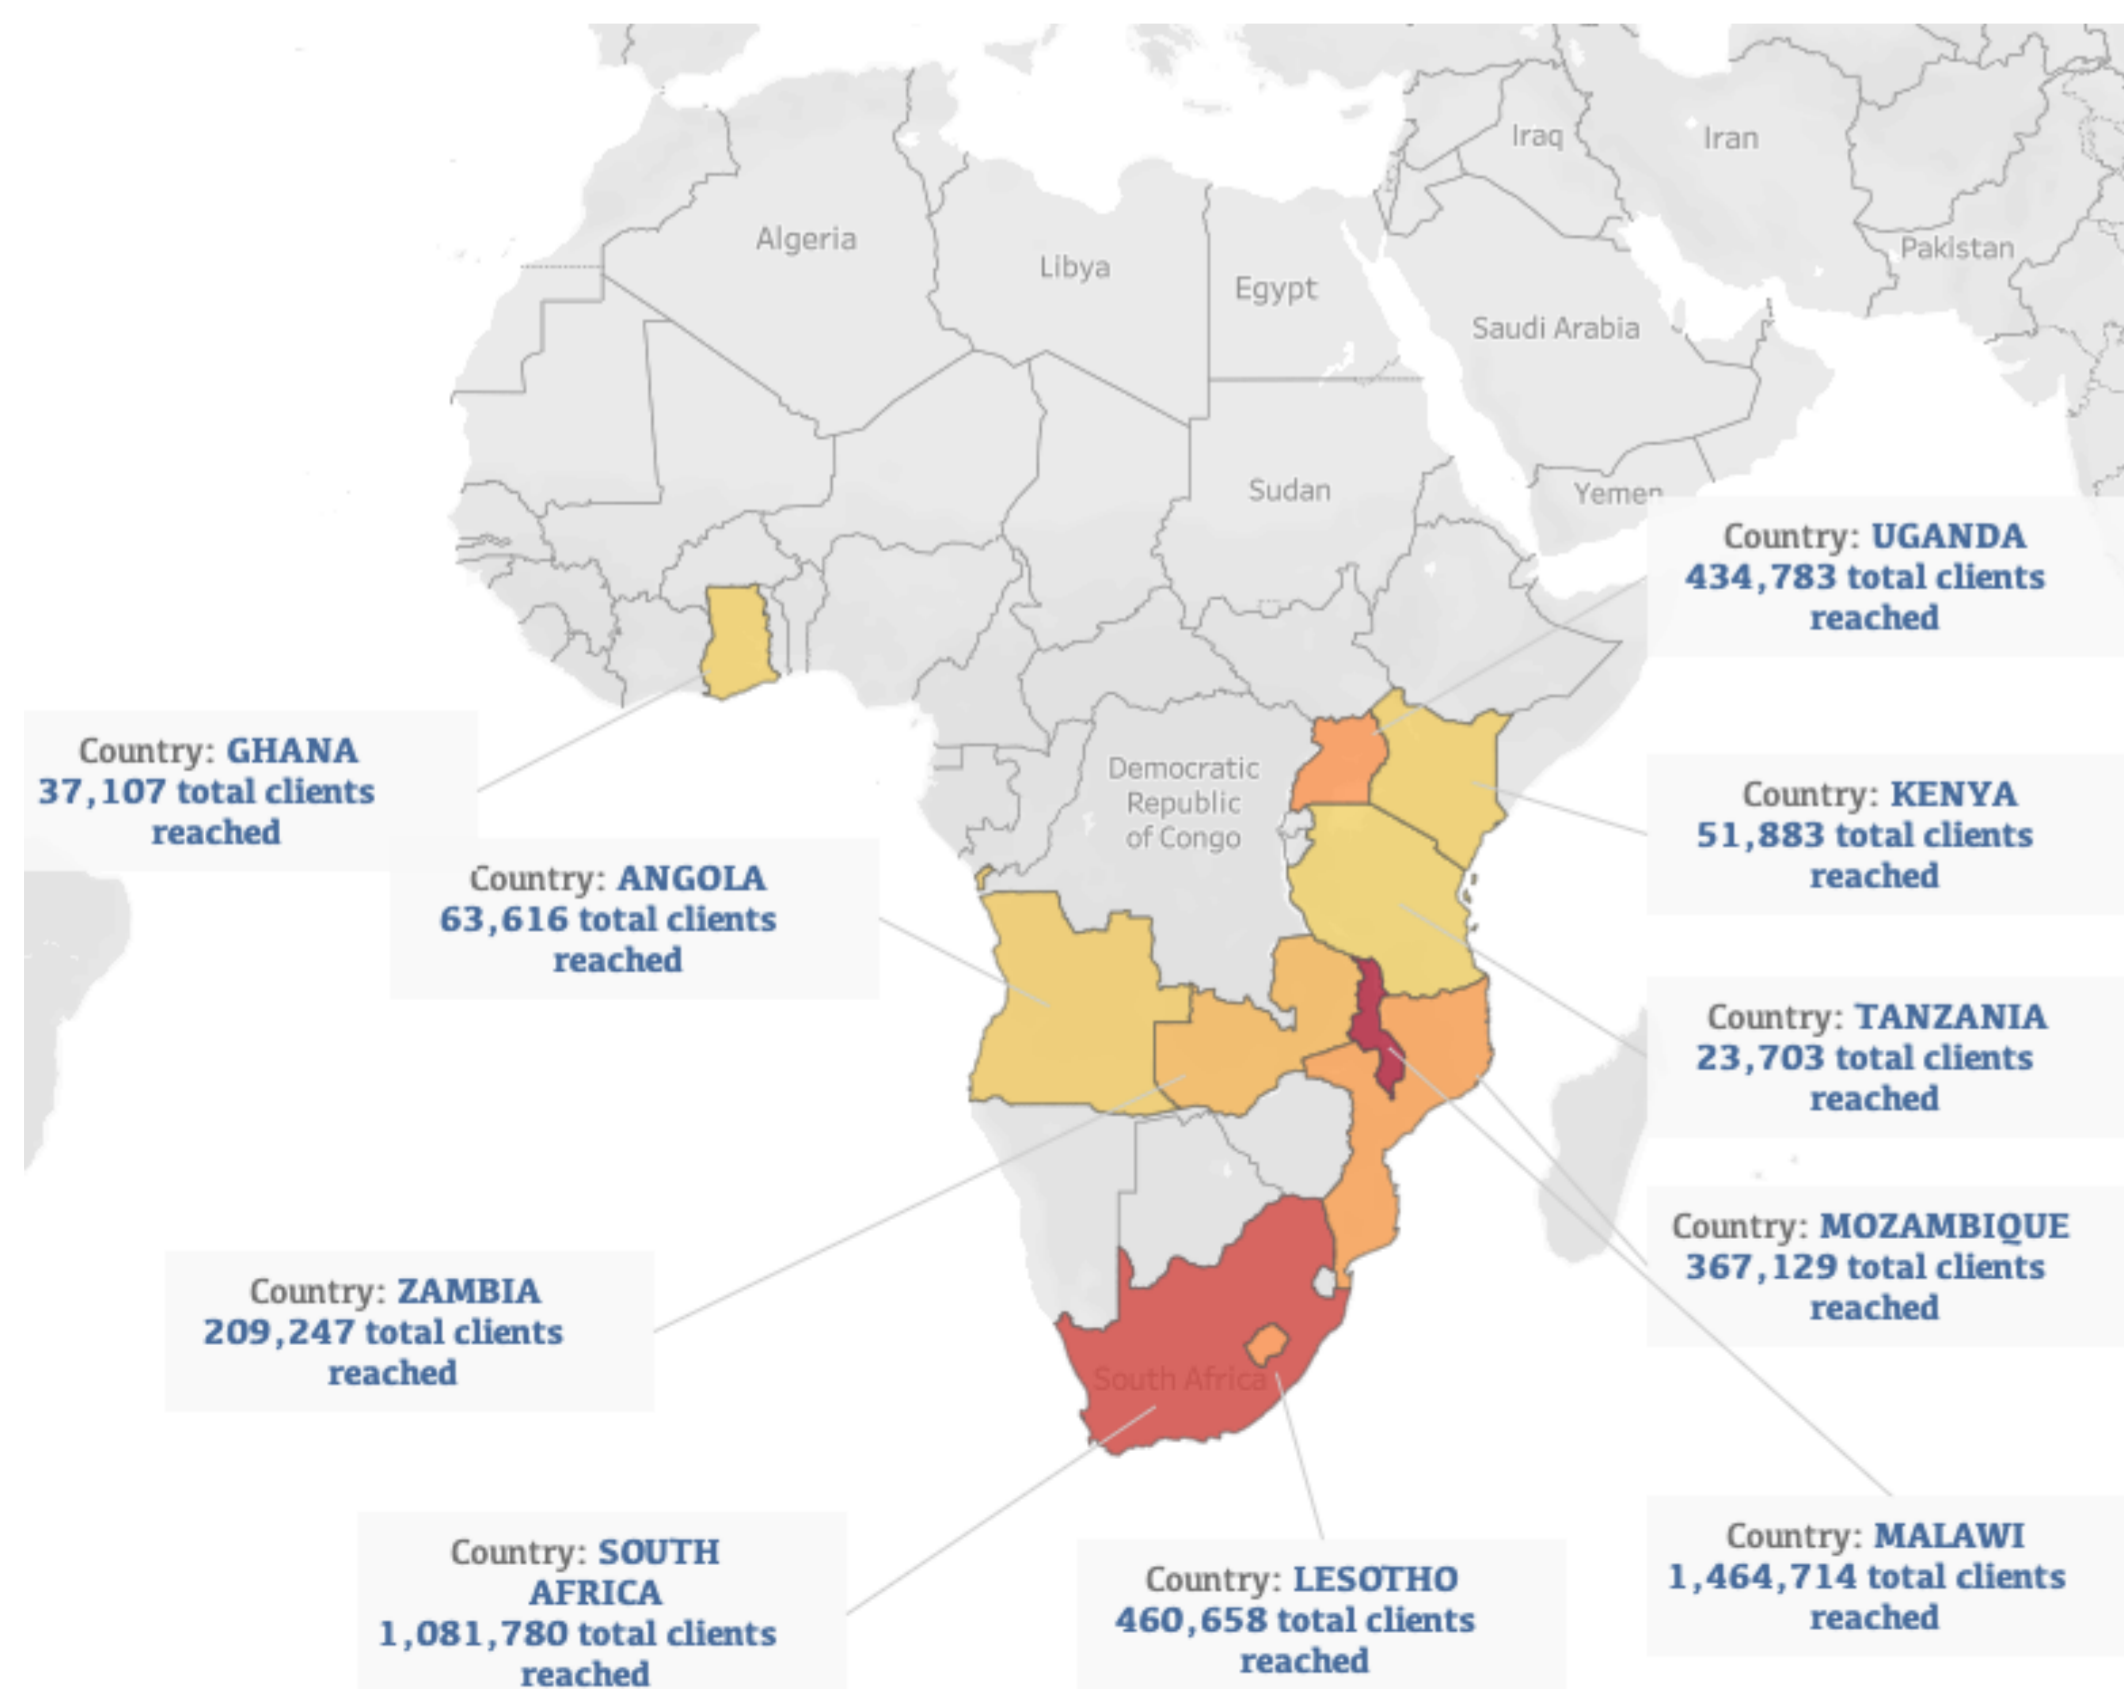 Iraq
Iran
Algeria
Libya
Egypt
Pakistan
Saudi Arabia
Sudan
Yemen
Country: UGANDA
434,783 total clients
reached
Country: GHANA
37,107 total clients
reached
Democratic
Republic
of Congo
Country: KENYA
51,883 total clients
reached
Country: ANGOLA
63,616 total clients
reached
Country: TANZANIA
23,703 total clients
reached
Country: MOZAMBIQUE
367,129 total clients
reached
Country: ZAMBIA
209,247 total clients
reached
South Africa
Country: SOUTH
AFRICA
1,081,780 total clients
reached
Country: LESOTHO
460,658 total clients
reached
Country: MALAWI
1,464,714 total clients
reached